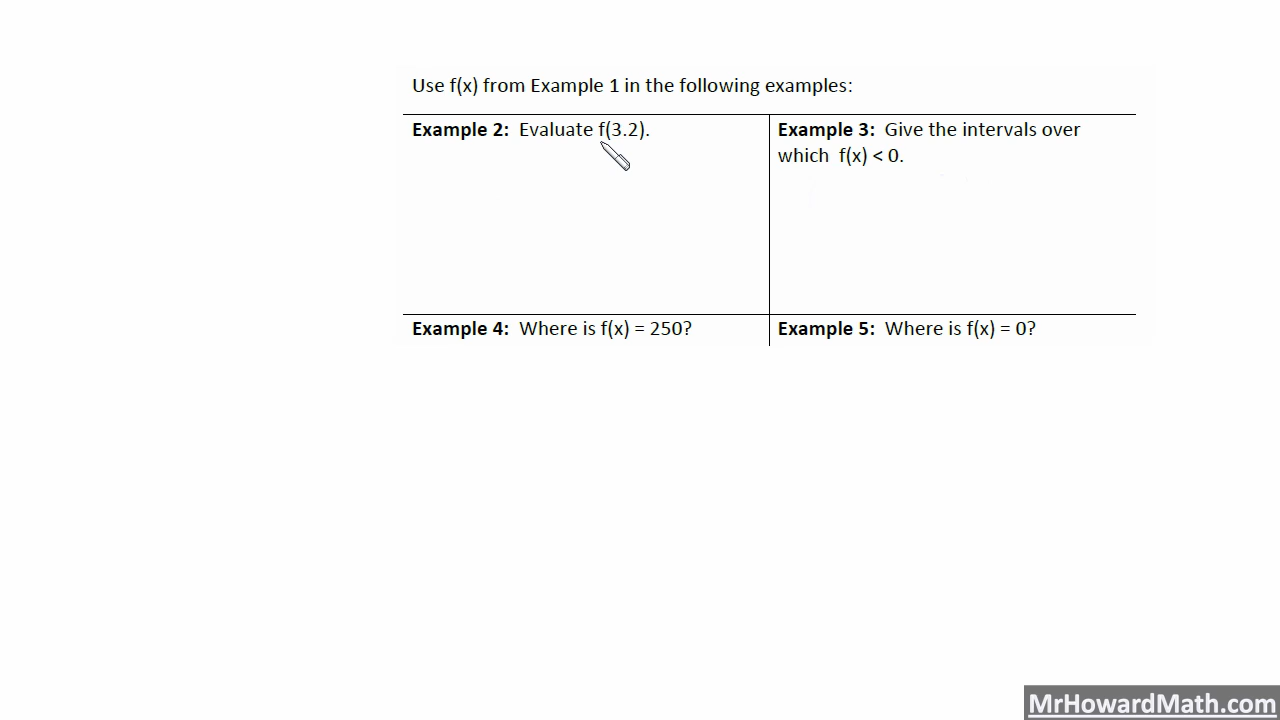 Use f(x) from Example 1 in the following examples:
Example 2:  Evaluate f(3.2).
Example 3:  Give the intervals over
which  f(x) < 0.
Example 4:  Where is f(x) = 250?
Example 5:  Where is f(x) = 0?
MrHowardMath.com